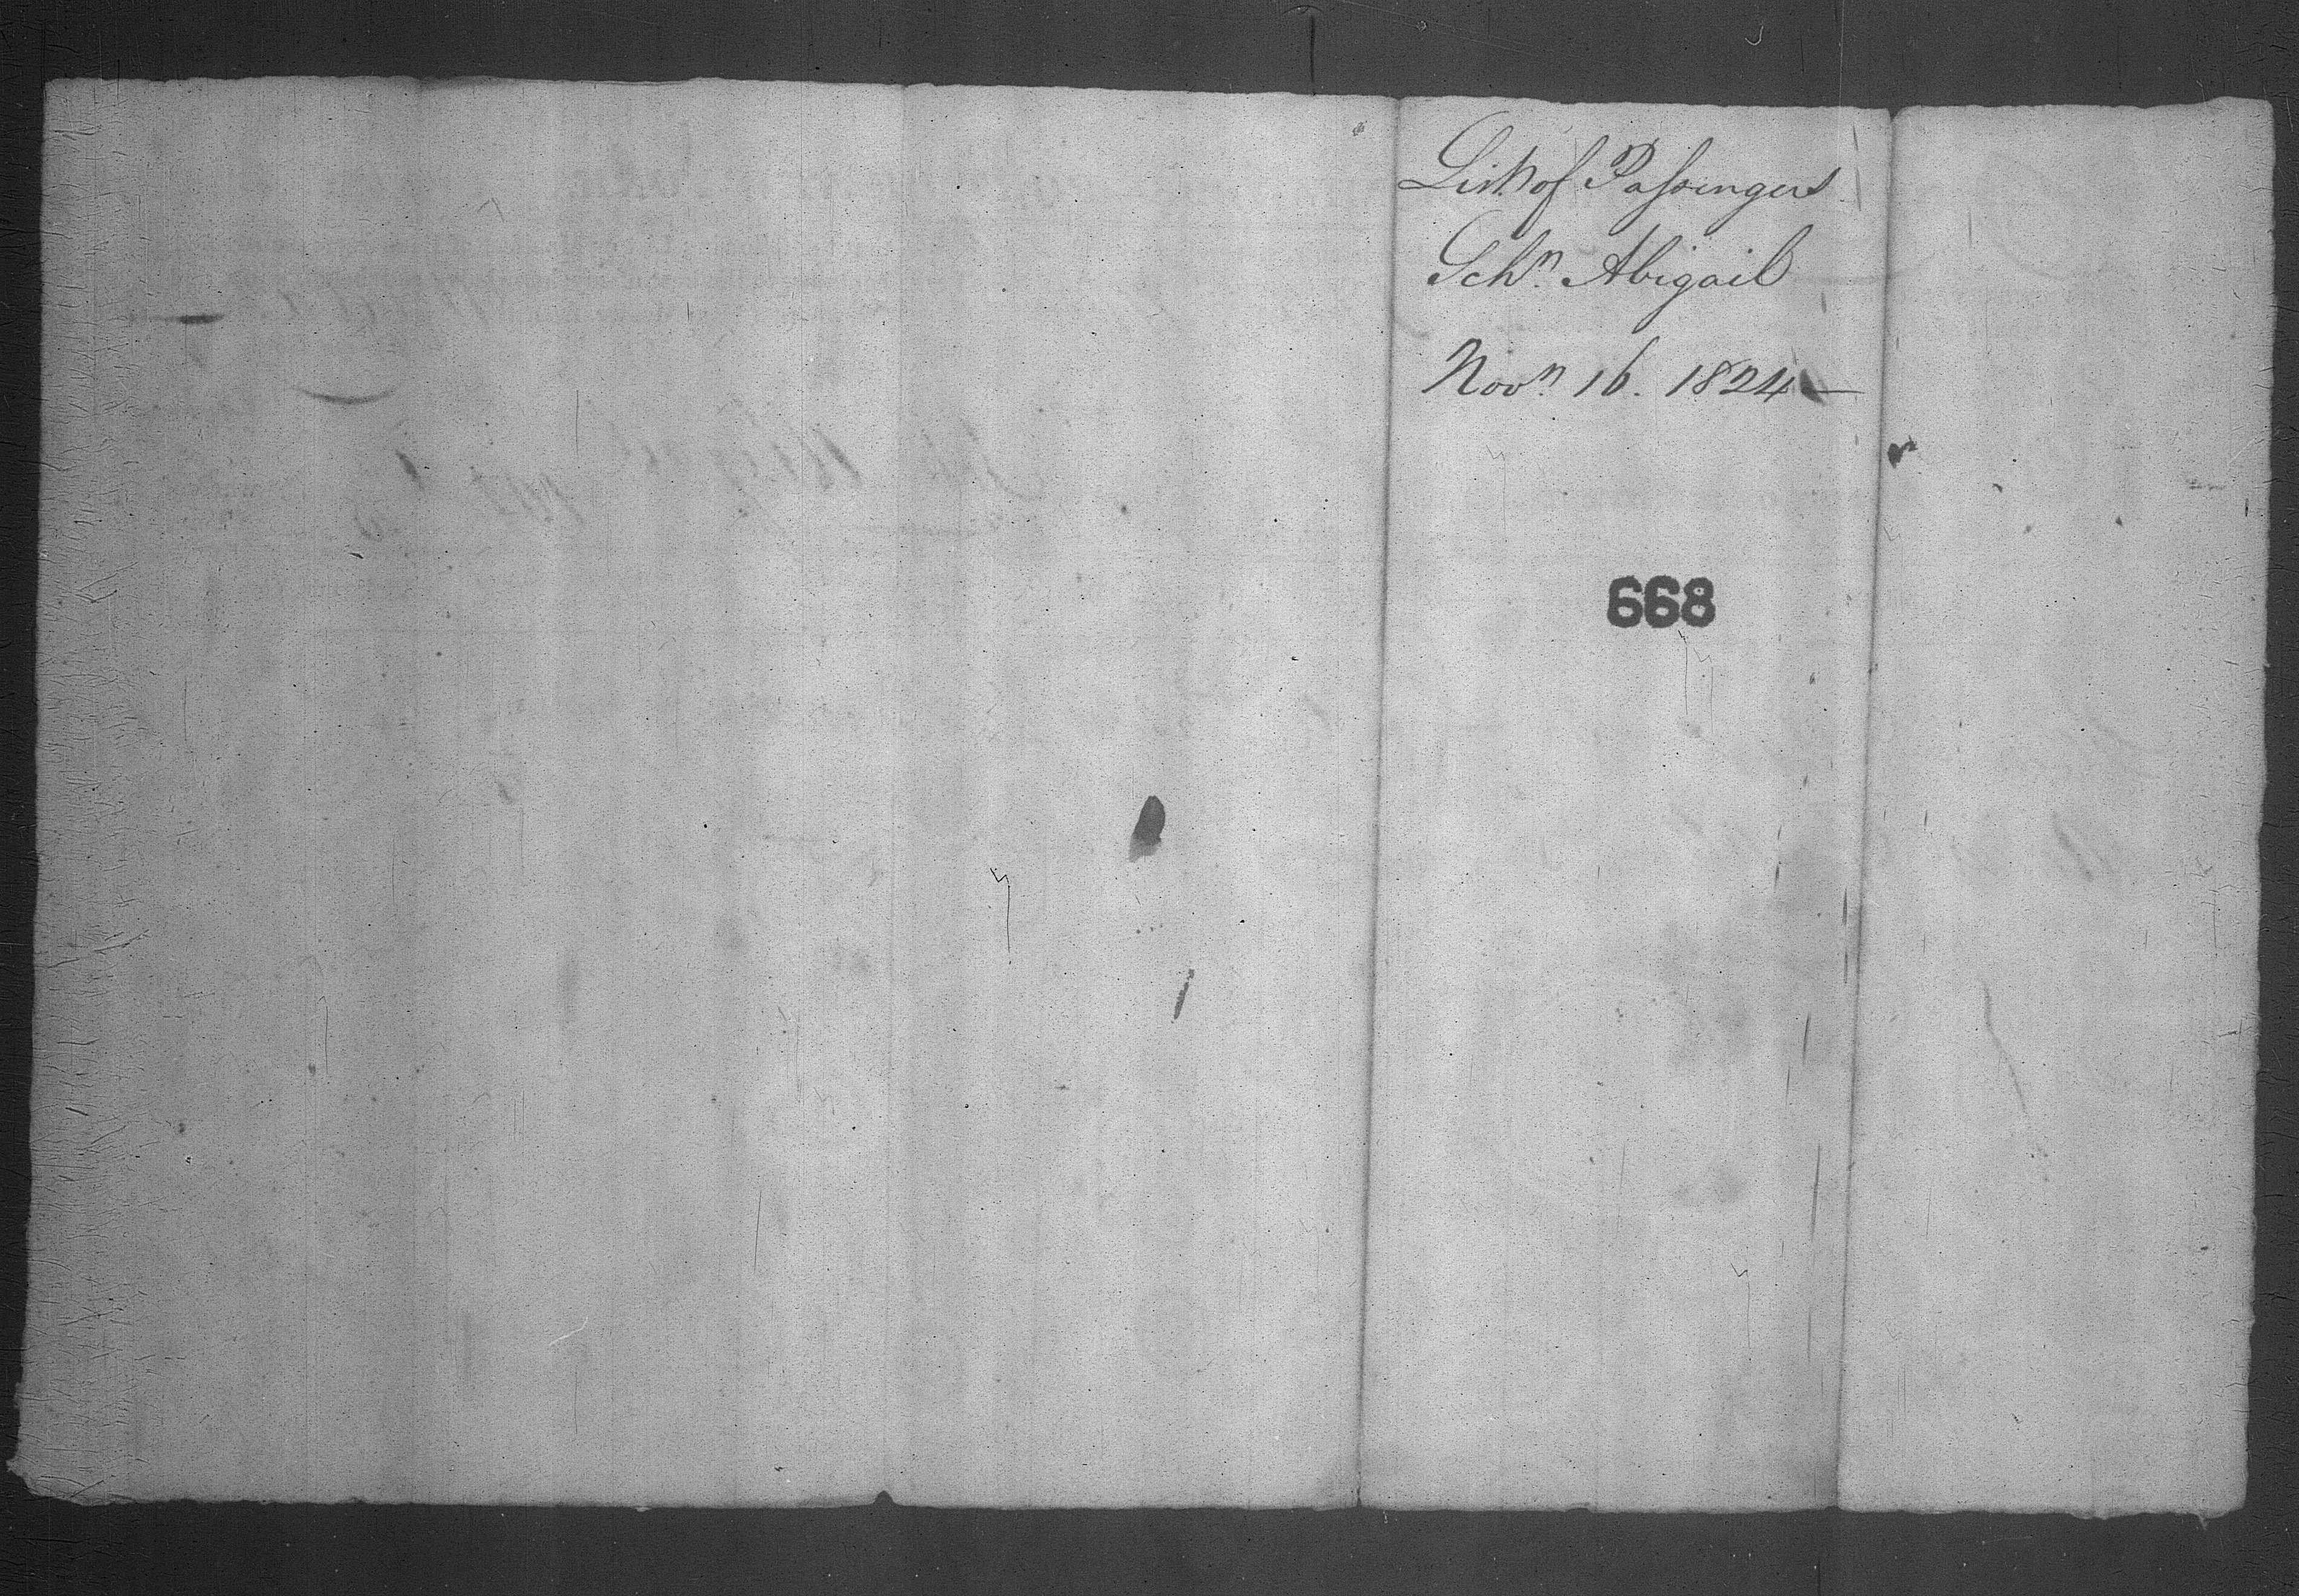 List of Passengers
Schr. Abigail
Novr. 16. 1824 —
668